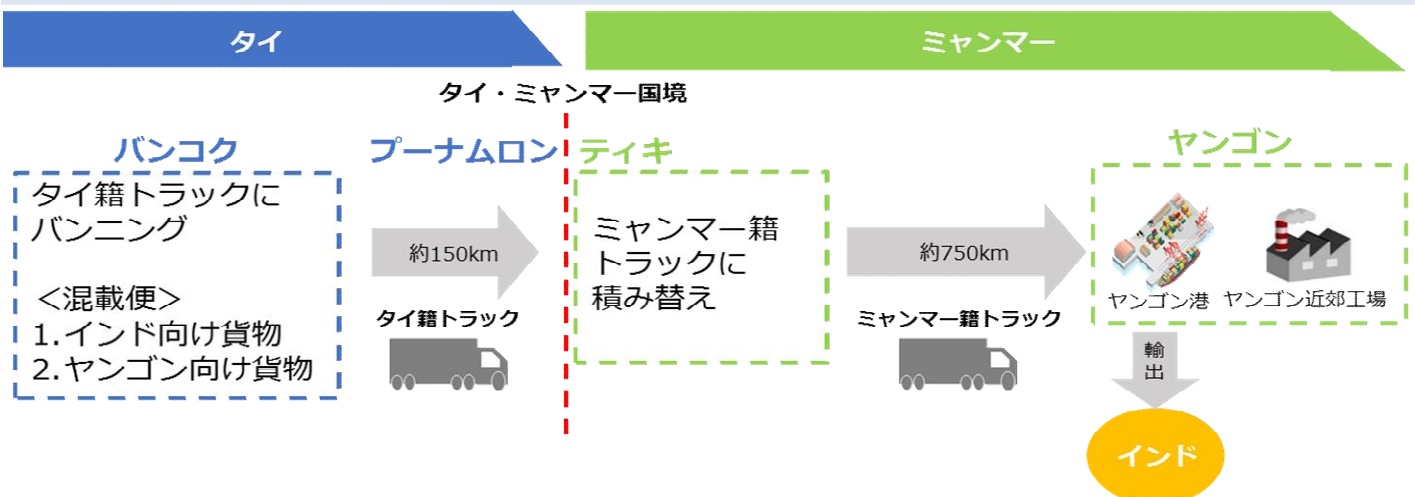 タイ
ミャンマー
タイ・ミャンマー国境
バンコク
プーナムロン
ティキ
ヤンゴン
タイ籍トラックに
バンニング
＜混載便＞
1.インド向け貨物
2.ヤンゴン向け貨物
約150km
タイ籍トラック
ミャンマー籍
トラックに
積み替え
約750km
ミャンマー籍トラック
ヤンゴン港
ヤンゴン近郊工場
輸
出
インド